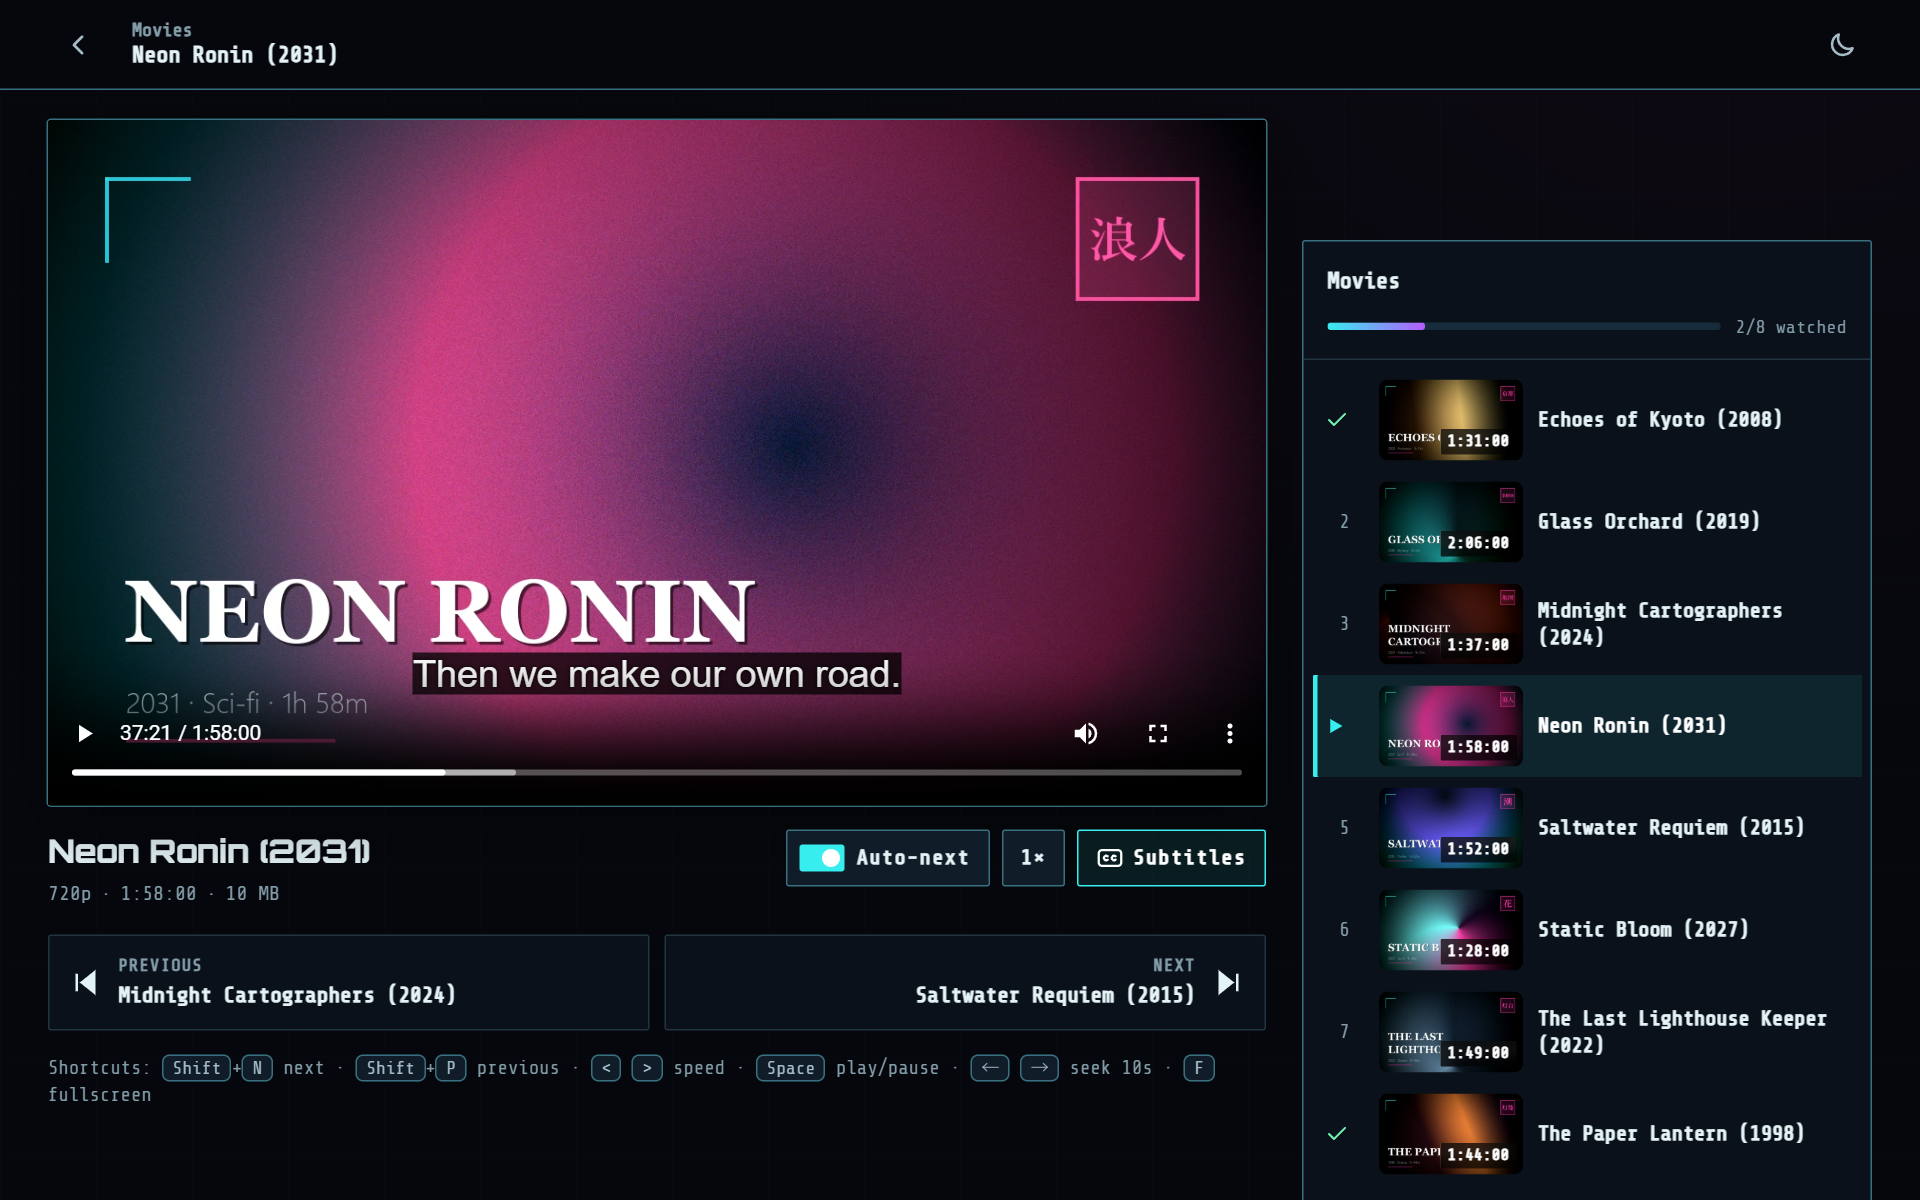 Movies
Neon Ronin (2031)
浪人
NEON RONIN
Then we make our own road.
2031 · Sci-fi · 1h 58m
37:21 / 1:58:00
Neon Ronin (2031)
720p · 1:58:00 · 10 MB
Auto-next
1×
CC Subtitles
PREVIOUS
Midnight Cartographers (2024)
NEXT
Saltwater Requiem (2015)
Shortcuts: Shift+N next · Shift+P previous · < > speed · Space play/pause · ← → seek 10s · F
fullscreen
Movies
2/8 watched
ECHOES
1:31:00
Echoes of Kyoto (2008)
2
GLASS
2:06:00
Glass Orchard (2019)
3
MIDNIGHT
1:37:00
Midnight Cartographers
(2024)
浪人
NEON RO
1:58:00
Neon Ronin (2031)
5
SALTWAT
1:52:00
Saltwater Requiem (2015)
6
STATIC B
1:28:00
Static Bloom (2027)
7
THE LAST
LIGHTHO
1:49:00
The Last Lighthouse Keeper
(2022)
THE PAP
1:44:00
The Paper Lantern (1998)